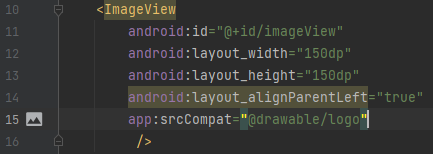 10 <ImageView
11 android:id="@+id/imageView"
12 android:layout_width="150dp"
13 android:layout_height="150dp"
14 android:layout_alignParentLeft="true"
15 app:srcCompat="@drawable/logo"
16 />